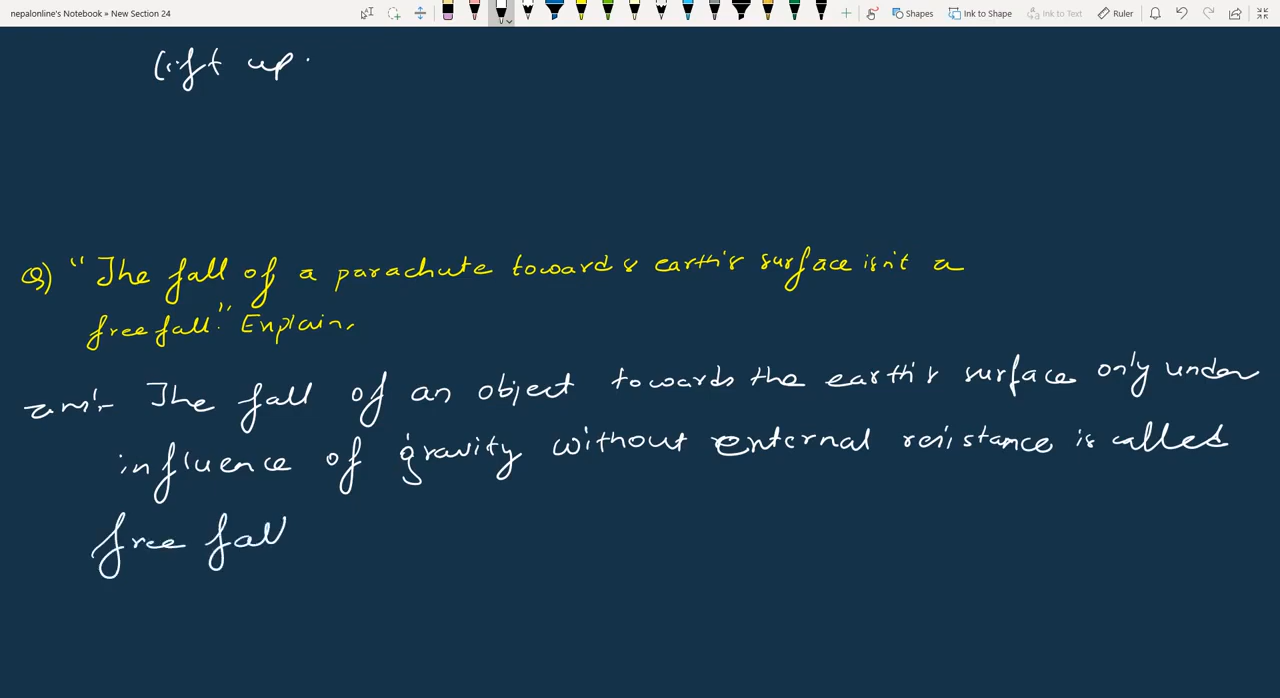 nepalonline's Notebook » New Section 24
Shapes
Ink to Shape
Ink to Text
Ruler
lift up.
Q) "The fall of a parachute towards earth's surface isn't a
free fall." Explain.
ans:- The fall of an object towards the earth's surface only under
influence of gravity without external resistance is called
free fall